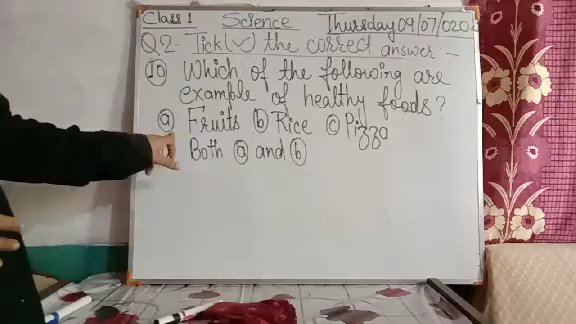 Class 1 Science Thursday 09/07/020
Q2- Tick(✓) the correct answer:-
10 Which of the following are
example of healthy foods?
a Fruits b Rice c Pizza
Both a and b